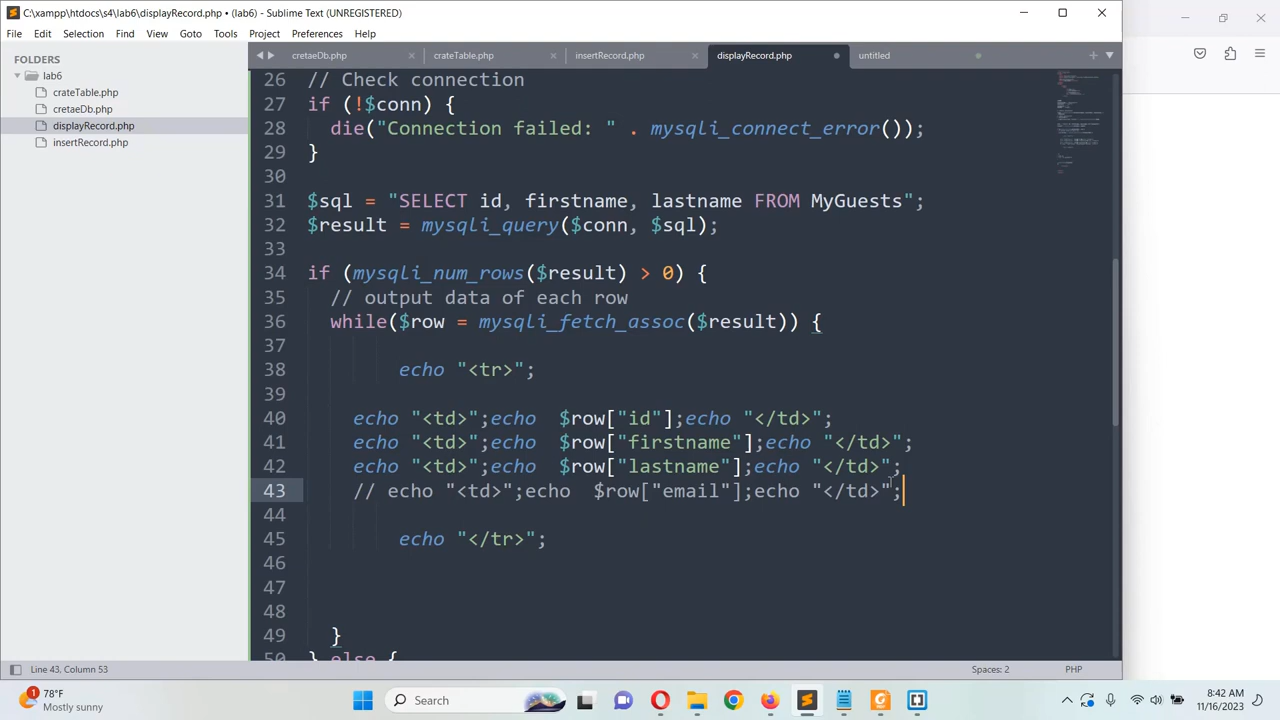 C:\xampp\htdocs\s4\lab6\displayRecord.php • (lab6) - Sublime Text (UNREGISTERED)
File Edit Selection Find View Goto Tools Project Preferences Help
FOLDERS
lab6
crateTable.php
cretaeDb.php
displayRecord.php
insertRecord.php
cretaeDb.php × crateTable.php × insertRecord.php × displayRecord.php untitled
26 // Check connection
27 if (!$conn) {
28 die("Connection failed: " . mysqli_connect_error());
29 }
30
31 $sql = "SELECT id, firstname, lastname FROM MyGuests";
32 $result = mysqli_query($conn, $sql);
33
34 if (mysqli_num_rows($result) > 0) {
35 // output data of each row
36 while($row = mysqli_fetch_assoc($result)) {
37
38 echo "<tr>";
39
40 echo "<td>";echo  $row["id"];echo "</td>";
41 echo "<td>";echo  $row["firstname"];echo "</td>";
42 echo "<td>";echo  $row["lastname"];echo "</td>";
43 // echo "<td>";echo  $row["email"];echo "</td>";
44
45 echo "</tr>";
46
47
48
49 }
50 } else {
Line 43, Column 53 Spaces: 2 PHP
1
78°F
Mostly sunny
Search
8:42 AM
11/16/2023